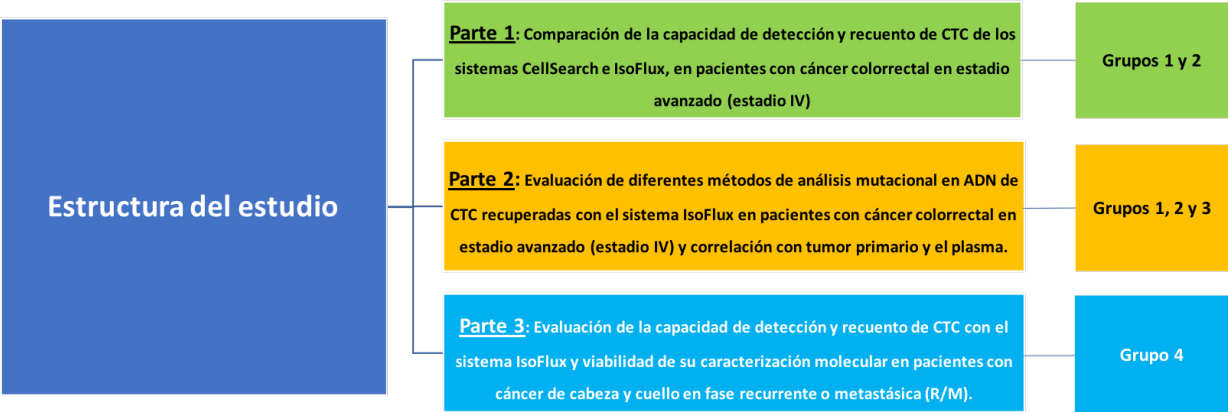 Estructura del estudio
Parte 1: Comparación de la capacidad de detección y recuento de CTC de los
sistemas CellSearch e IsoFlux, en pacientes con cáncer colorrectal en estadio
avanzado (estadio IV)
Grupos 1 y 2
Parte 2: Evaluación de diferentes métodos de análisis mutacional en ADN de
CTC recuperadas con el sistema IsoFlux en pacientes con cáncer colorrectal en
estadio avanzado (estadio IV) y correlación con tumor primario y el plasma.
Grupos 1, 2 y 3
Parte 3: Evaluación de la capacidad de detección y recuento de CTC con el
sistema IsoFlux y viabilidad de su caracterización molecular en pacientes con
cáncer de cabeza y cuello en fase recurrente o metastásica (R/M).
Grupo 4